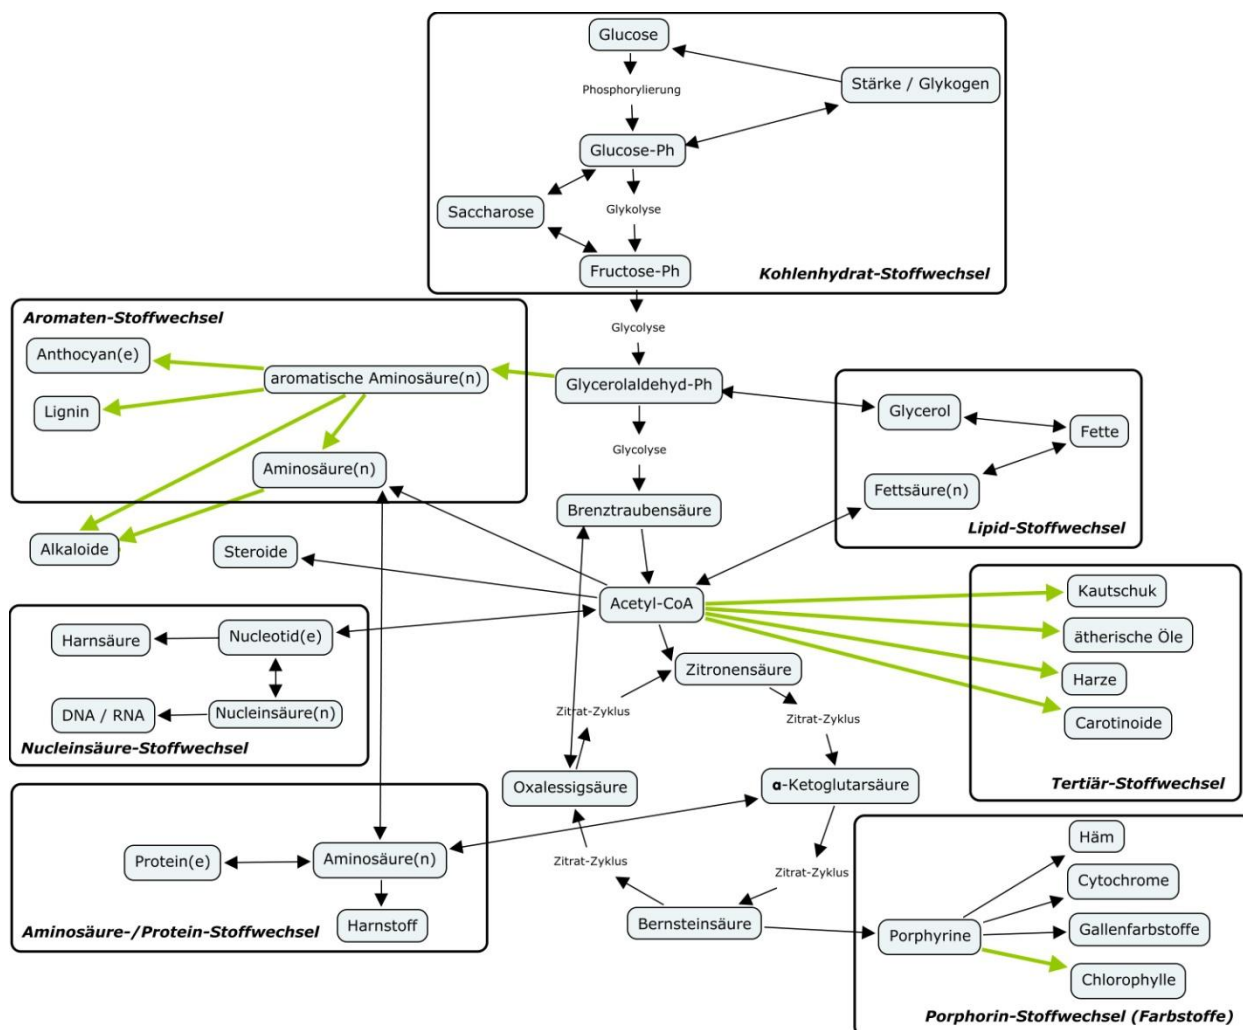 Glucose
Stärke / Glykogen
Phosphorylierung
Glucose-Ph
Saccharose
Glykolyse
Fructose-Ph
Kohlenhydrat-Stoffwechsel
Aromaten-Stoffwechsel
Anthocyan(e)
aromatische Aminosäure(n)
Lignin
Aminosäure(n)
Alkaloide
Glycolyse
Glycerolaldehyd-Ph
Glycolyse
Brenztraubensäure
Glycerol
Fette
Fettsäure(n)
Lipid-Stoffwechsel
Steroide
Acetyl-CoA
Kautschuk
ätherische Öle
Harze
Carotinoide
Tertiär-Stoffwechsel
Harnsäure
Nucleotid(e)
DNA / RNA
Nucleinsäure(n)
Nucleinsäure-Stoffwechsel
Zitronensäure
Zitrat-Zyklus
Zitrat-Zyklus
Oxalessigsäure
α-Ketoglutarsäure
Zitrat-Zyklus
Zitrat-Zyklus
Bernsteinsäure
Protein(e)
Aminosäure(n)
Harnstoff
Aminosäure-/Protein-Stoffwechsel
Häm
Cytochrome
Porphyrine
Gallenfarbstoffe
Chlorophylle
Porphorin-Stoffwechsel (Farbstoffe)